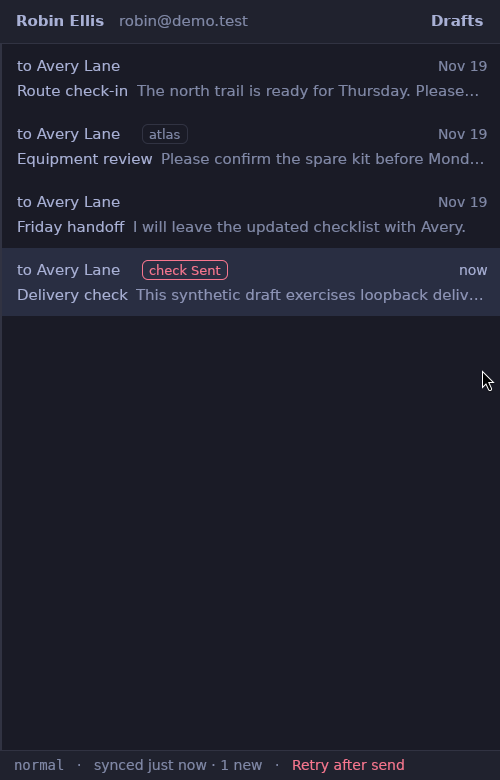 Robin Ellis robin@demo.test Drafts
to Avery Lane Nov 19
Route check-in The north trail is ready for Thursday. Please…
to Avery Lane atlas Nov 19
Equipment review Please confirm the spare kit before Mond…
to Avery Lane Nov 19
Friday handoff I will leave the updated checklist with Avery.
to Avery Lane check Sent now
Delivery check This synthetic draft exercises loopback deliv…
normal · synced just now · 1 new · Retry after send